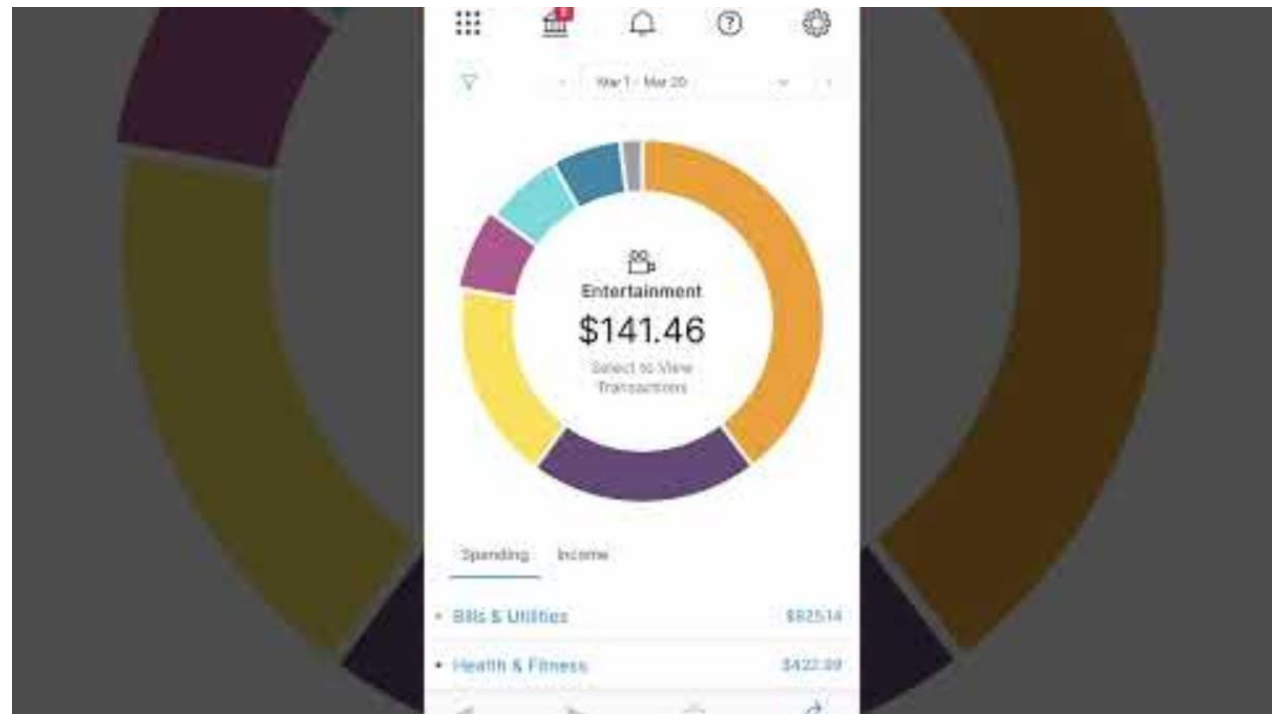 Mar 1 - Mar 20
Entertainment
$141.46
Select to View
Transactions
Spending Income
Bills & Utilities $825.14
Health & Fitness $422.99